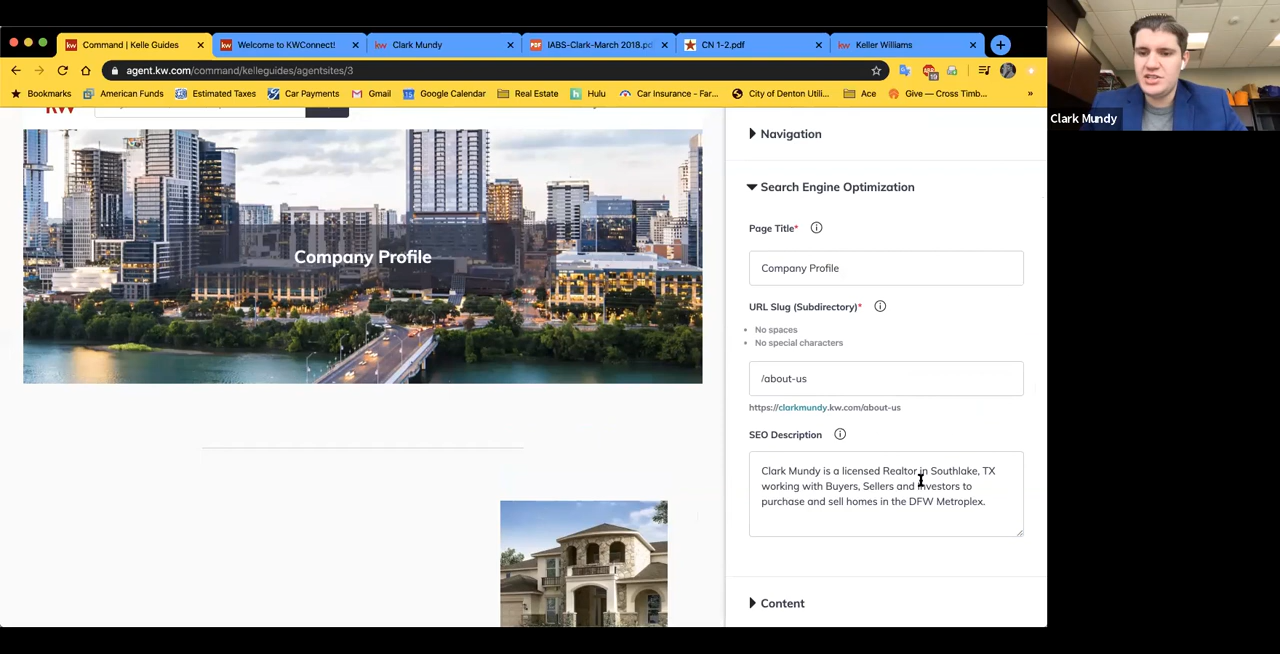 Command | Kelle Guides
kw Welcome to KWConnect!
kw Clark Mundy
PDF IABS-Clark-March 2018.pd
CN 1-2.pdf
kw Keller Williams
agent.kw.com/command/kelleguides/agentsites/3
19
Bookmarks
American Funds
Estimated Taxes
Car Payments
Gmail
Google Calendar
Real Estate
Hulu
Car Insurance - Far...
City of Denton Utili...
Ace
Give — Cross Timb...
»
Clark Mundy
Company Profile
Navigation
Search Engine Optimization
Page Title*
Company Profile
URL Slug (Subdirectory)*
• No spaces
• No special characters
/about-us
https://clarkmundy.kw.com/about-us
SEO Description
Clark Mundy is a licensed Realtor in Southlake, TX
working with Buyers, Sellers and Investors to
purchase and sell homes in the DFW Metroplex.
Content